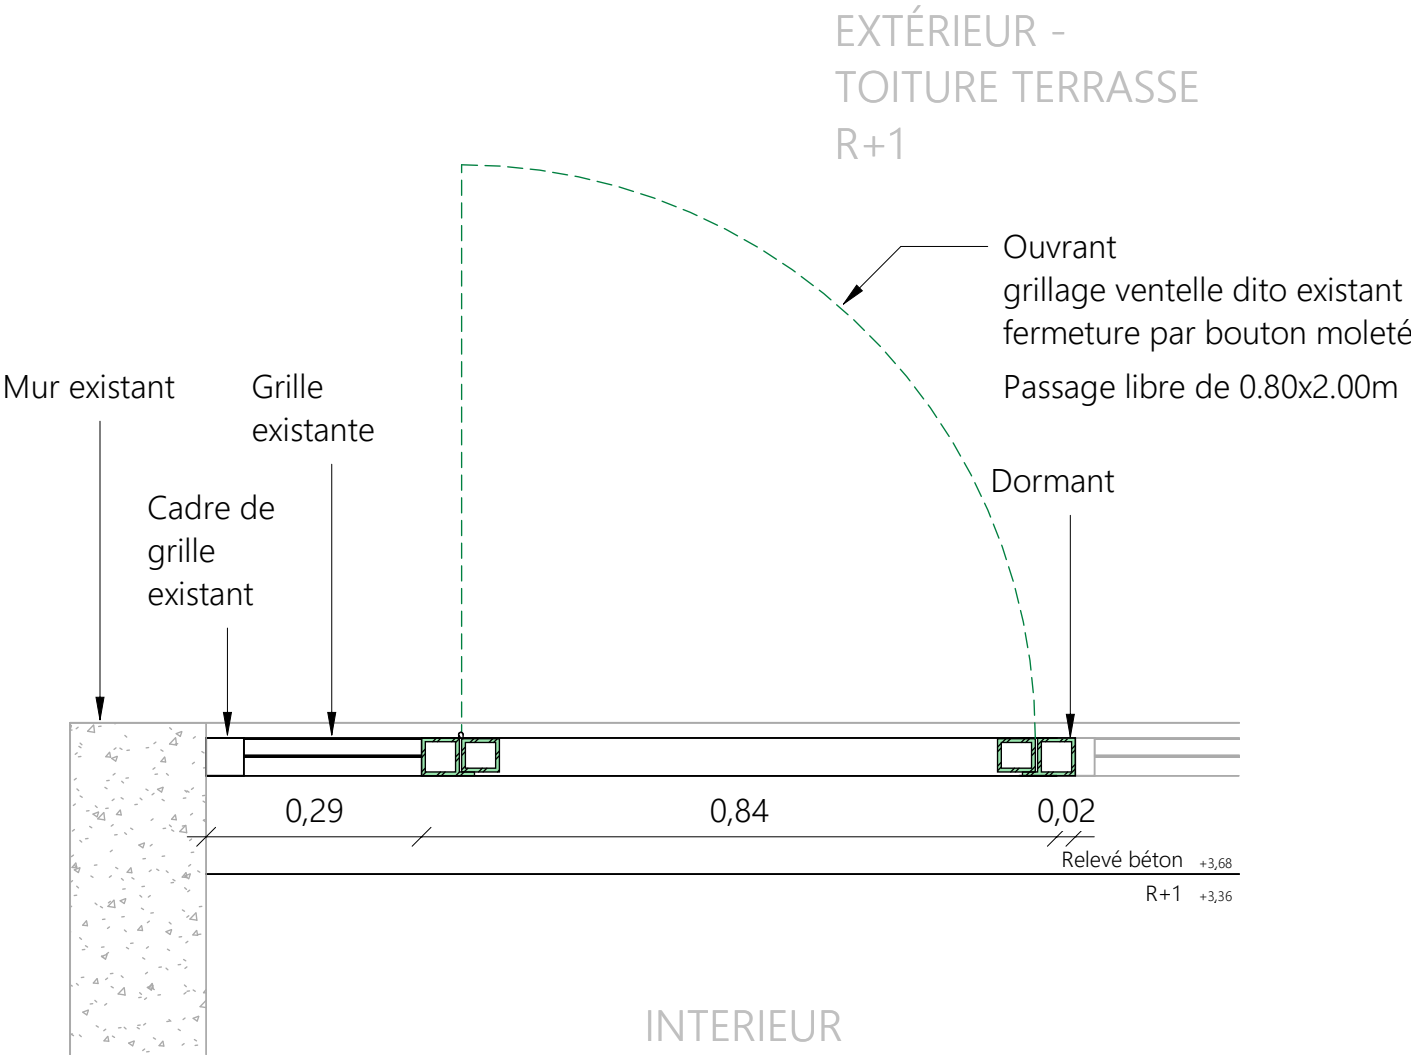 EXTÉRIEUR -
TOITURE TERRASSE
R+1
Ouvrant
grillage ventelle dito existant
fermeture par bouton moleté
Passage libre de 0.80x2.00m
Mur existant
Grille
existante
Cadre de
grille
existant
Dormant
0,29
0,84
0,02
Relevé béton +3,68
R+1 +3,36
INTERIEUR